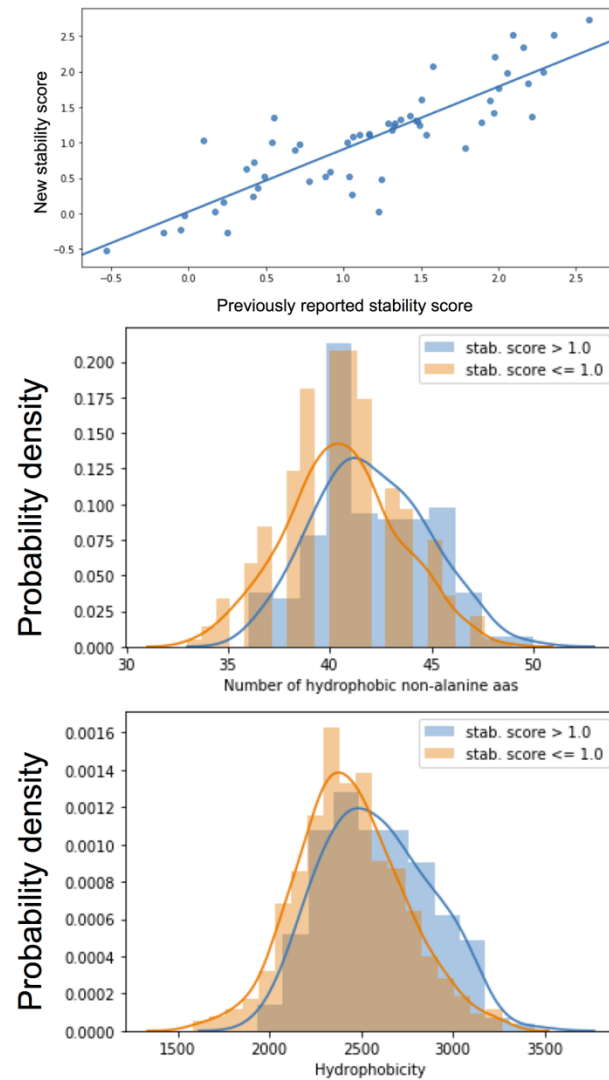 New stability score
2.5
2.0
1.5
1.0
0.5
0.0
−0.5
−0.5 0.0 0.5 1.0 1.5 2.0 2.5
Previously reported stability score
Probability density
0.200
0.175
0.150
0.125
0.100
0.075
0.050
0.025
0.000
stab. score > 1.0
stab. score <= 1.0
30 35 40 45 50
Number of hydrophobic non-alanine aas
Probability density
0.0016
0.0014
0.0012
0.0010
0.0008
0.0006
0.0004
0.0002
0.0000
stab. score > 1.0
stab. score <= 1.0
1500 2000 2500 3000 3500
Hydrophobicity